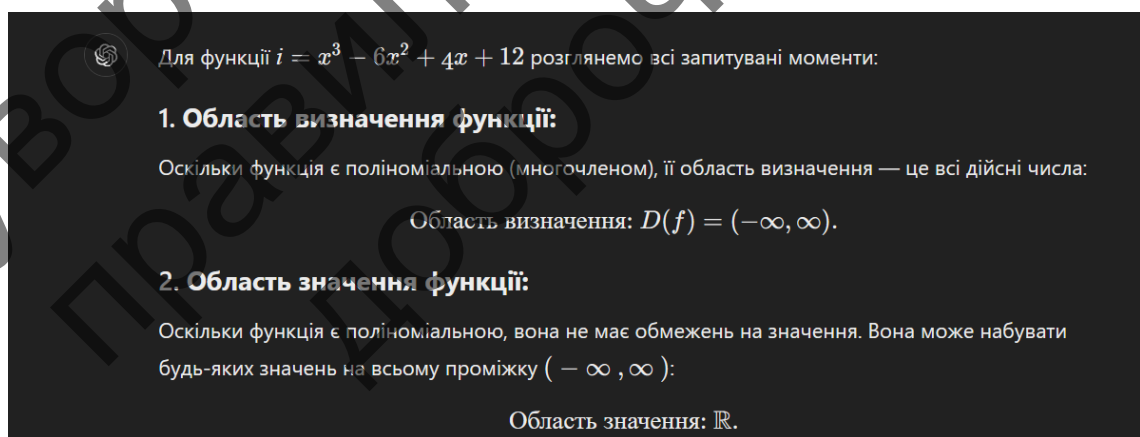 Для функції i = x³ − 6x² + 4x + 12 розглянемо всі запитувані моменти:
1. Область визначення функції:
Оскільки функція є поліноміальною (многочленом), її область визначення — це всі дійсні числа:
Область визначення: D(f) = (−∞, ∞).
2. Область значення функції:
Оскільки функція є поліноміальною, вона не має обмежень на значення. Вона може набувати
будь-яких значень на всьому проміжку ( − ∞ , ∞ ):
Область значення: ℝ.